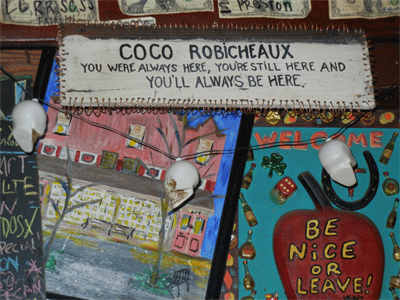 COCO ROBICHEAUX
YOU WERE ALWAYS HERE, YOU'RE STILL HERE AND
YOU'LL ALWAYS BE HERE.
WELCOME
BE
NiCE
OR
LEAVE!